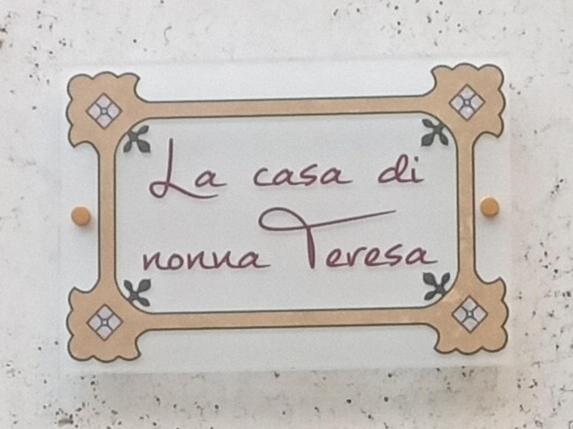 La casa di
nonna Teresa